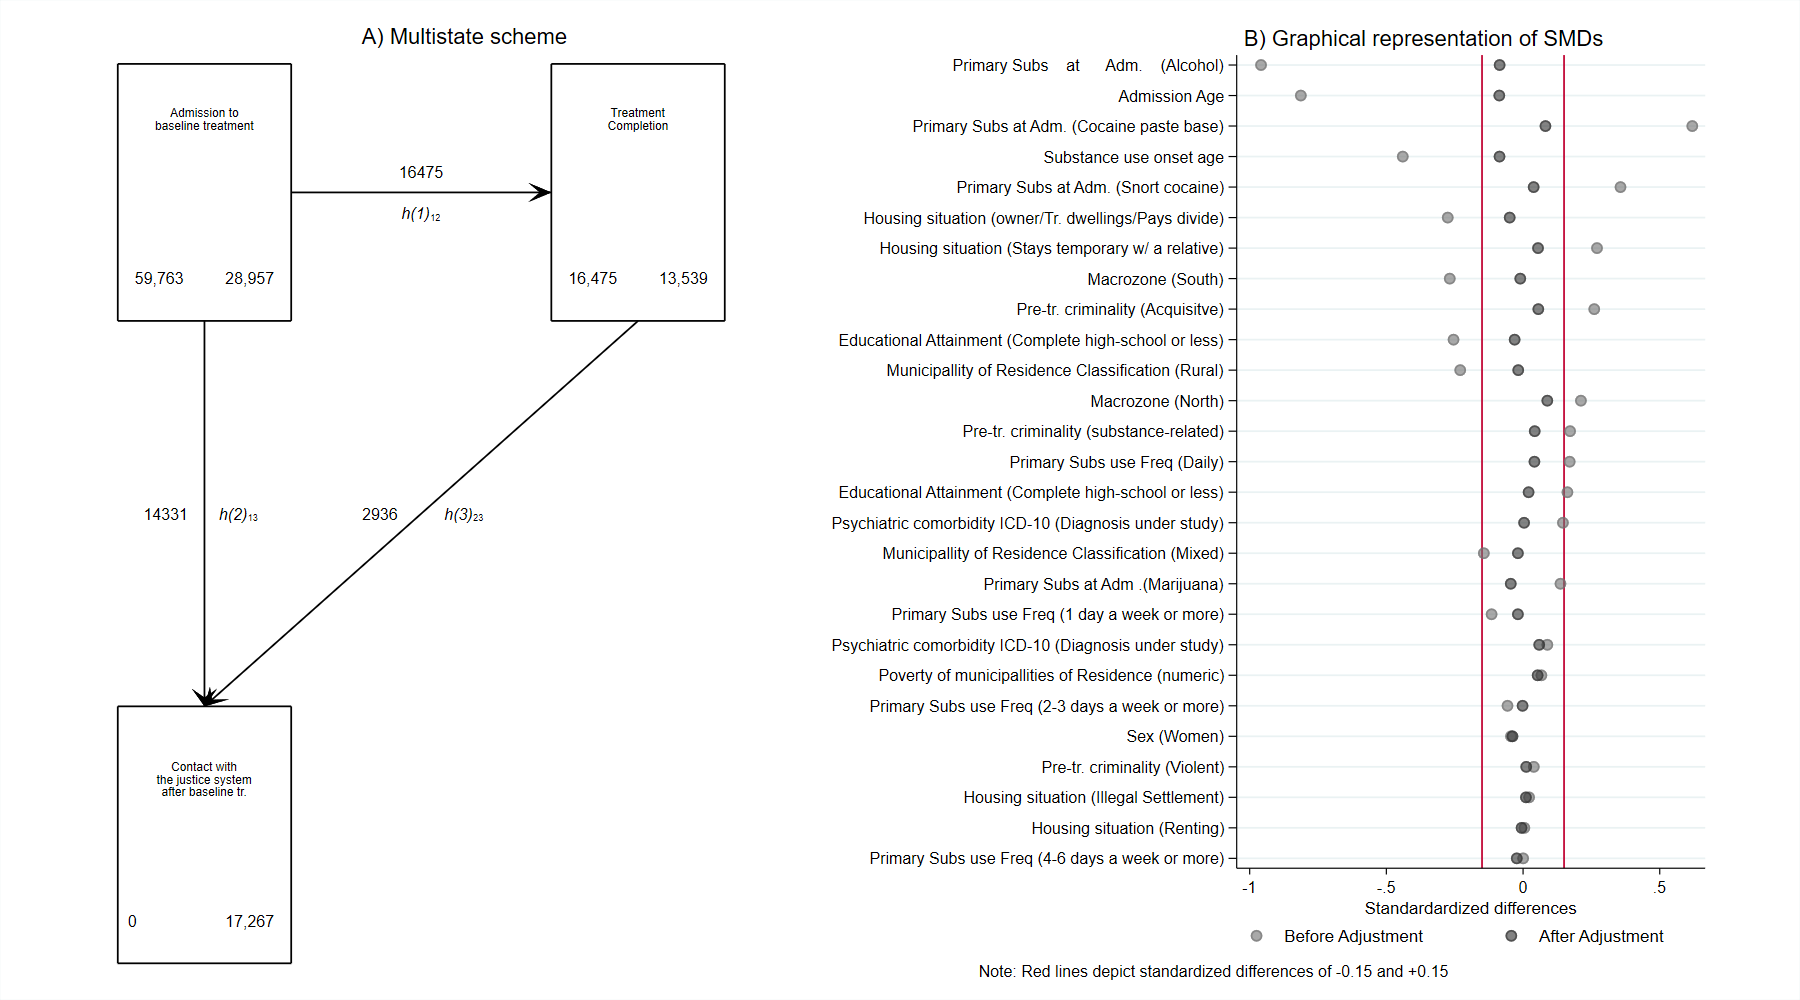 A) Multistate scheme
Admission to
baseline treatment
59,763 28,957
16475
h(1)₁₂
Treatment
Completion
16,475 13,539
14331 h(2)₁₃
2936 h(3)₂₃
Contact with
the justice system
after baseline tr.
0 17,267
B) Graphical representation of SMDs
Primary Subs at Adm. (Alcohol)
Admission Age
Primary Subs at Adm. (Cocaine paste base)
Substance use onset age
Primary Subs at Adm. (Snort cocaine)
Housing situation (owner/Tr. dwellings/Pays divide)
Housing situation (Stays temporary w/ a relative)
Macrozone (South)
Pre-tr. criminality (Acquisitve)
Educational Attainment (Complete high-school or less)
Municipallity of Residence Classification (Rural)
Macrozone (North)
Pre-tr. criminality (substance-related)
Primary Subs use Freq (Daily)
Educational Attainment (Complete high-school or less)
Psychiatric comorbidity ICD-10 (Diagnosis under study)
Municipallity of Residence Classification (Mixed)
Primary Subs at Adm .(Marijuana)
Primary Subs use Freq (1 day a week or more)
Psychiatric comorbidity ICD-10 (Diagnosis under study)
Poverty of municipallities of Residence (numeric)
Primary Subs use Freq (2-3 days a week or more)
Sex (Women)
Pre-tr. criminality (Violent)
Housing situation (Illegal Settlement)
Housing situation (Renting)
Primary Subs use Freq (4-6 days a week or more)
-1 -.5 0 .5
Standardardized differences
Before Adjustment After Adjustment
Note: Red lines depict standardized differences of -0.15 and +0.15